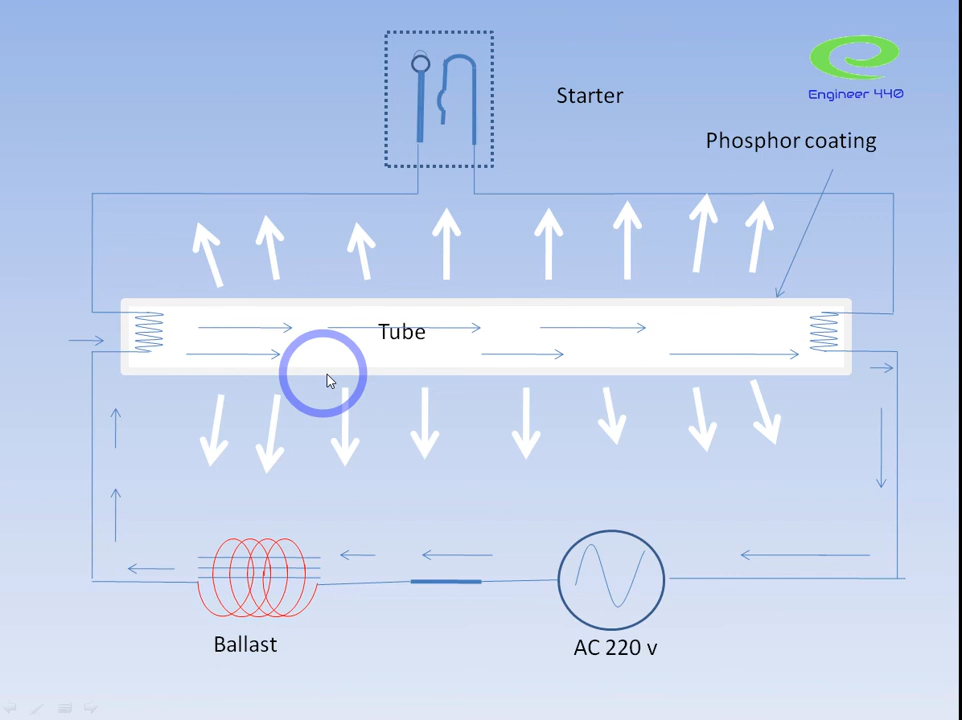 Starter
Engineer 440
Phosphor coating
Tube
Ballast
AC 220 v